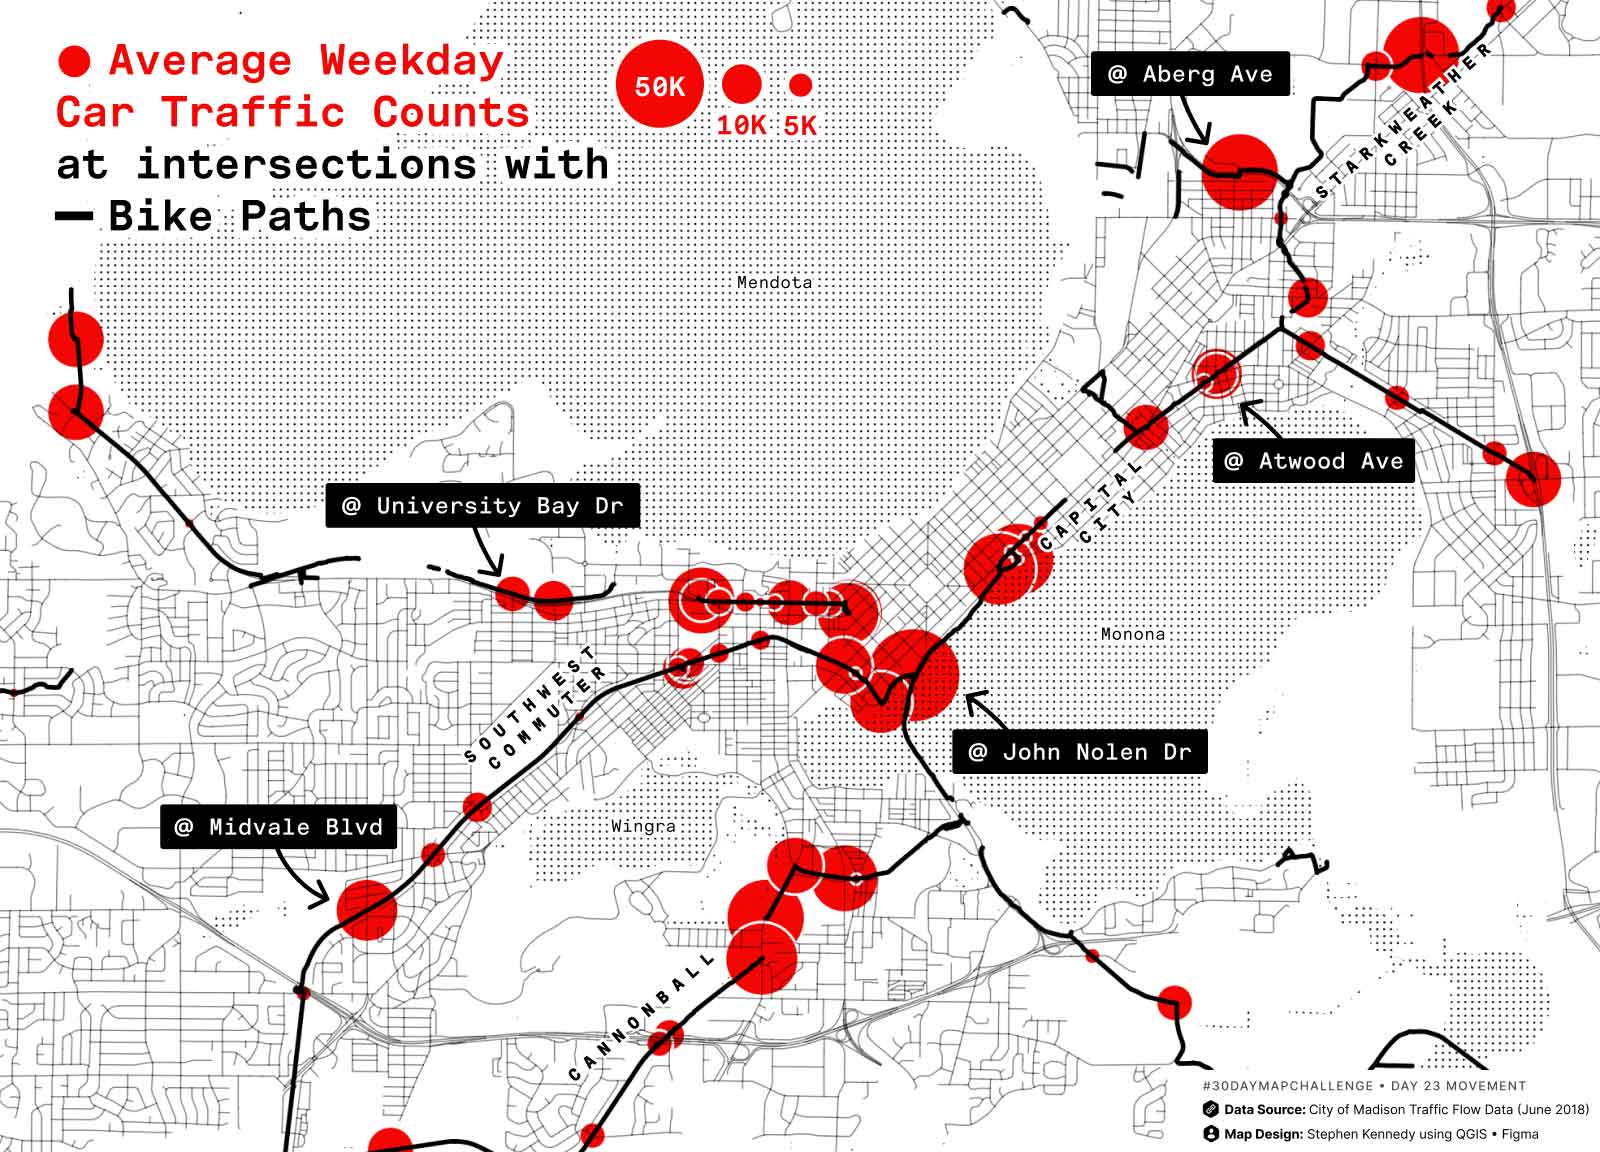 Average Weekday
Car Traffic Counts
at intersections with
Bike Paths
50K
10K
5K
@ Aberg Ave
STARKWEATHER
CREEK
Mendota
@ Atwood Ave
@ University Bay Dr
CAPITAL
CITY
Monona
SOUTHWEST
COMMUTER
@ John Nolen Dr
@ Midvale Blvd
Wingra
CANNONBALL
#30DAYMAPCHALLENGE • DAY 23 MOVEMENT
Data Source: City of Madison Traffic Flow Data (June 2018)
Map Design: Stephen Kennedy using QGIS • Figma